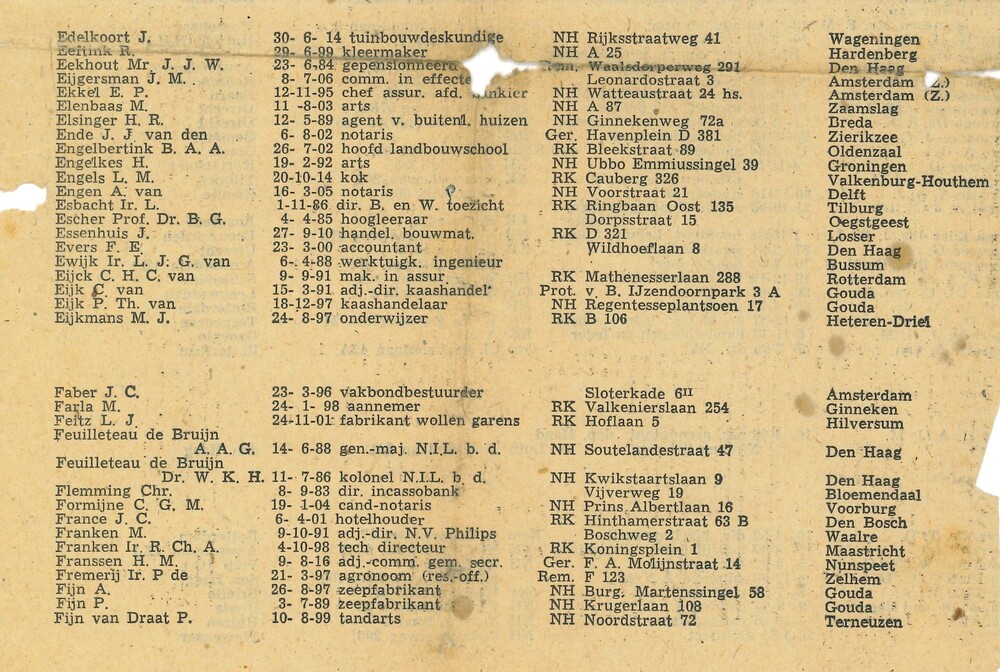 Edelkoort J. 30- 6- 14 tuinbouwdeskundige NH Rijksstraatweg 41 Wageningen
Eeftink R. 29- 6-99 kleermaker NH A 25 Hardenberg
Eekhout Mr. J. J. W. 23- 6-84 gepensionneerd Rem. Waalsdorperweg 291 Den Haag
Eijgersman J. M. 8- 7-06 comm. in effecte Leonardostraat 3 Amsterdam (Z.)
Ekkel E. P. 12-11-95 chef assur. afd. NH Watteaustraat 24 hs. Amsterdam (Z.)
Elenbaas M. 11 -8-03 arts NH A 87 Zaamslag
Elsinger H. R. 12- 5-89 agent v. buitenl. huizen NH Ginnekenweg 72a Breda
Ende J. J. van den 6- 8-02 notaris Ger. Havenplein D 381 Zierikzee
Engelbertink B. A. A. 26- 7-02 hoofd landbouwschool RK Bleekstraat 89 Oldenzaal
Engelkes H. 19- 2-92 arts NH Ubbo Emmiussingel 39 Groningen
Engels L. M. 20-10-14 kok RK Cauberg 326 Valkenburg-Houthem
Engen A. van 16- 3-05 notaris NH Voorstraat 21 Delft
Esbacht Ir. L. 1-11-86 dir. B. en W. toezicht RK Ringbaan Oost 135 Tilburg
Escher Prof. Dr. B. G. 4- 4-85 hoogleeraar Dorpsstraat 15 Oegstgeest
Essenhuis J. 27- 9-10 handel. bouwmat. RK D 321 Losser
Evers F. E. 23- 3-00 accountant Wildhoeflaan 8 Den Haag
Ewijk Ir. L. J. G. van 6- 4-88 werktuigk. ingenieur Bussum
Eijck C. H. C. van 9- 9-91 mak. in assur. RK Mathenesserlaan 288 Rotterdam
Eijk C. van 15- 3-91 adj.-dir. kaashandel Prot. v. B. IJzendoornpark 3 A Gouda
Eijk P. Th. van 18-12-97 kaashandelaar NH Regentesseplantsoen 17 Gouda
Eijkmans M. J. 24- 8-97 onderwijzer RK B 106 Heteren-Driel
Faber J. C. 23- 3-96 vakbondbestuurder Sloterkade 6II Amsterdam
Farla M. 24- 1- 98 aannemer RK Valkenierslaan 254 Ginneken
Feitz L. J. 24-11-01 fabrikant wollen garens RK Hoflaan 5 Hilversum
Feuilleteau de Bruijn
A. A. G. 14- 6-88 gen.-maj. N.I.L. b. d. NH Soutelandestraat 47 Den Haag
Feuilleteau de Bruijn
Dr. W. K. H. 11- 7-86 kolonel N.I.L. b. d. NH Kwikstaartslaan 9 Den Haag
Flemming Chr. 8- 9-83 dir. incassobank Vijverweg 19 Bloemendaal
Formijne C. G. M. 19- 1-04 cand-notaris NH Prins Albertlaan 16 Voorburg
France J. C. 6- 4-01 hotelhouder RK Hinthamerstraat 63 B Den Bosch
Franken M. 9-10-91 adj.-dir. N.V. Philips Boschweg 2 Waalre
Franken Ir. R. Ch. A. 4-10-98 tech directeur RK Koningsplein 1 Maastricht
Franssen H. M. 9- 8-16 adj.-comm. gem. secr. Ger. F. A. Molijnstraat 14 Nunspeet
Fremerij Ir. P de 21- 3-97 agronoom (res.-off.) Rem. F 123 Zelhem
Fijn A. 26- 8-97 zeepfabrikant NH Burg. Martenssingel 58 Gouda
Fijn P. 3- 7-89 zeepfabrikant NH Krugerlaan 108 Gouda
Fijn van Draat P. 10- 8-99 tandarts NH Noordstraat 72 Terneuzen